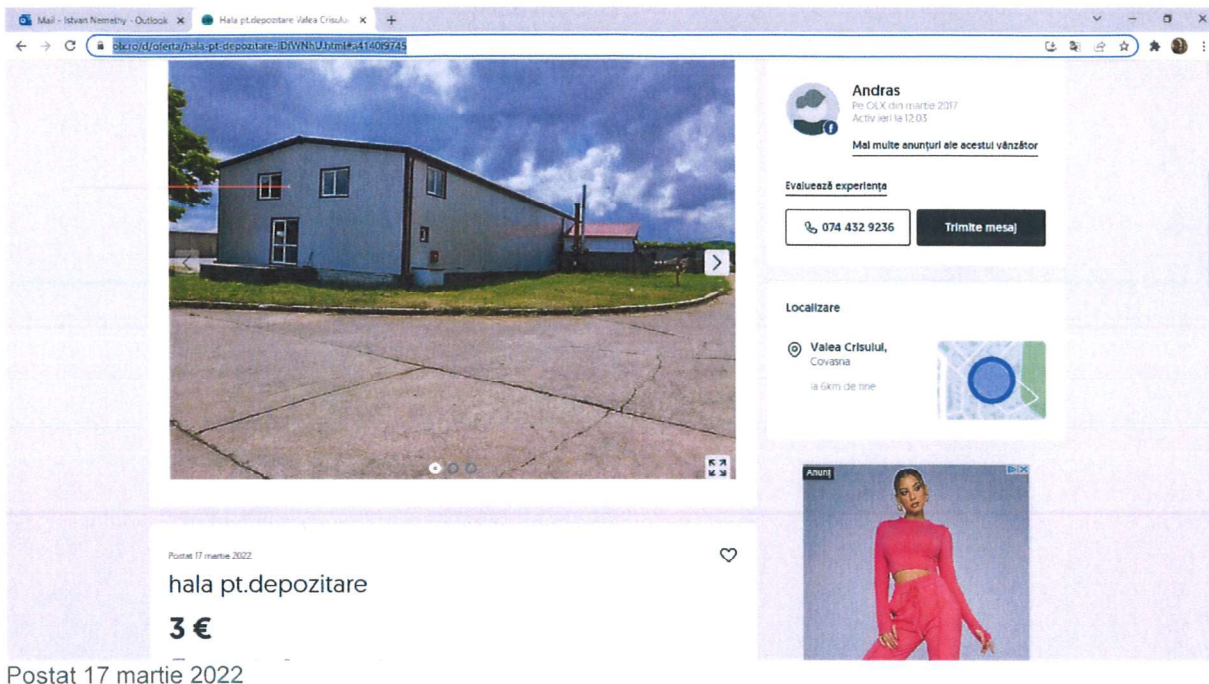 Mail - Istvan Nemethy - Outlook
Hala pt.depozitare Valea Crisulu
olx.ro/d/oferta/hala-pt-depozitare-IDfWNhU.html#a4140f9745
Andras
Pe OLX din martie 2017
Activ ieri la 12:03
Mai multe anunțuri ale acestui vânzător
Evaluează experiența
074 432 9236
Trimite mesaj
Localizare
Valea Crisului,
Covasna
la 6km de tine
Anunț
Postat 17 martie 2022
hala pt.depozitare
3 €
Postat 17 martie 2022